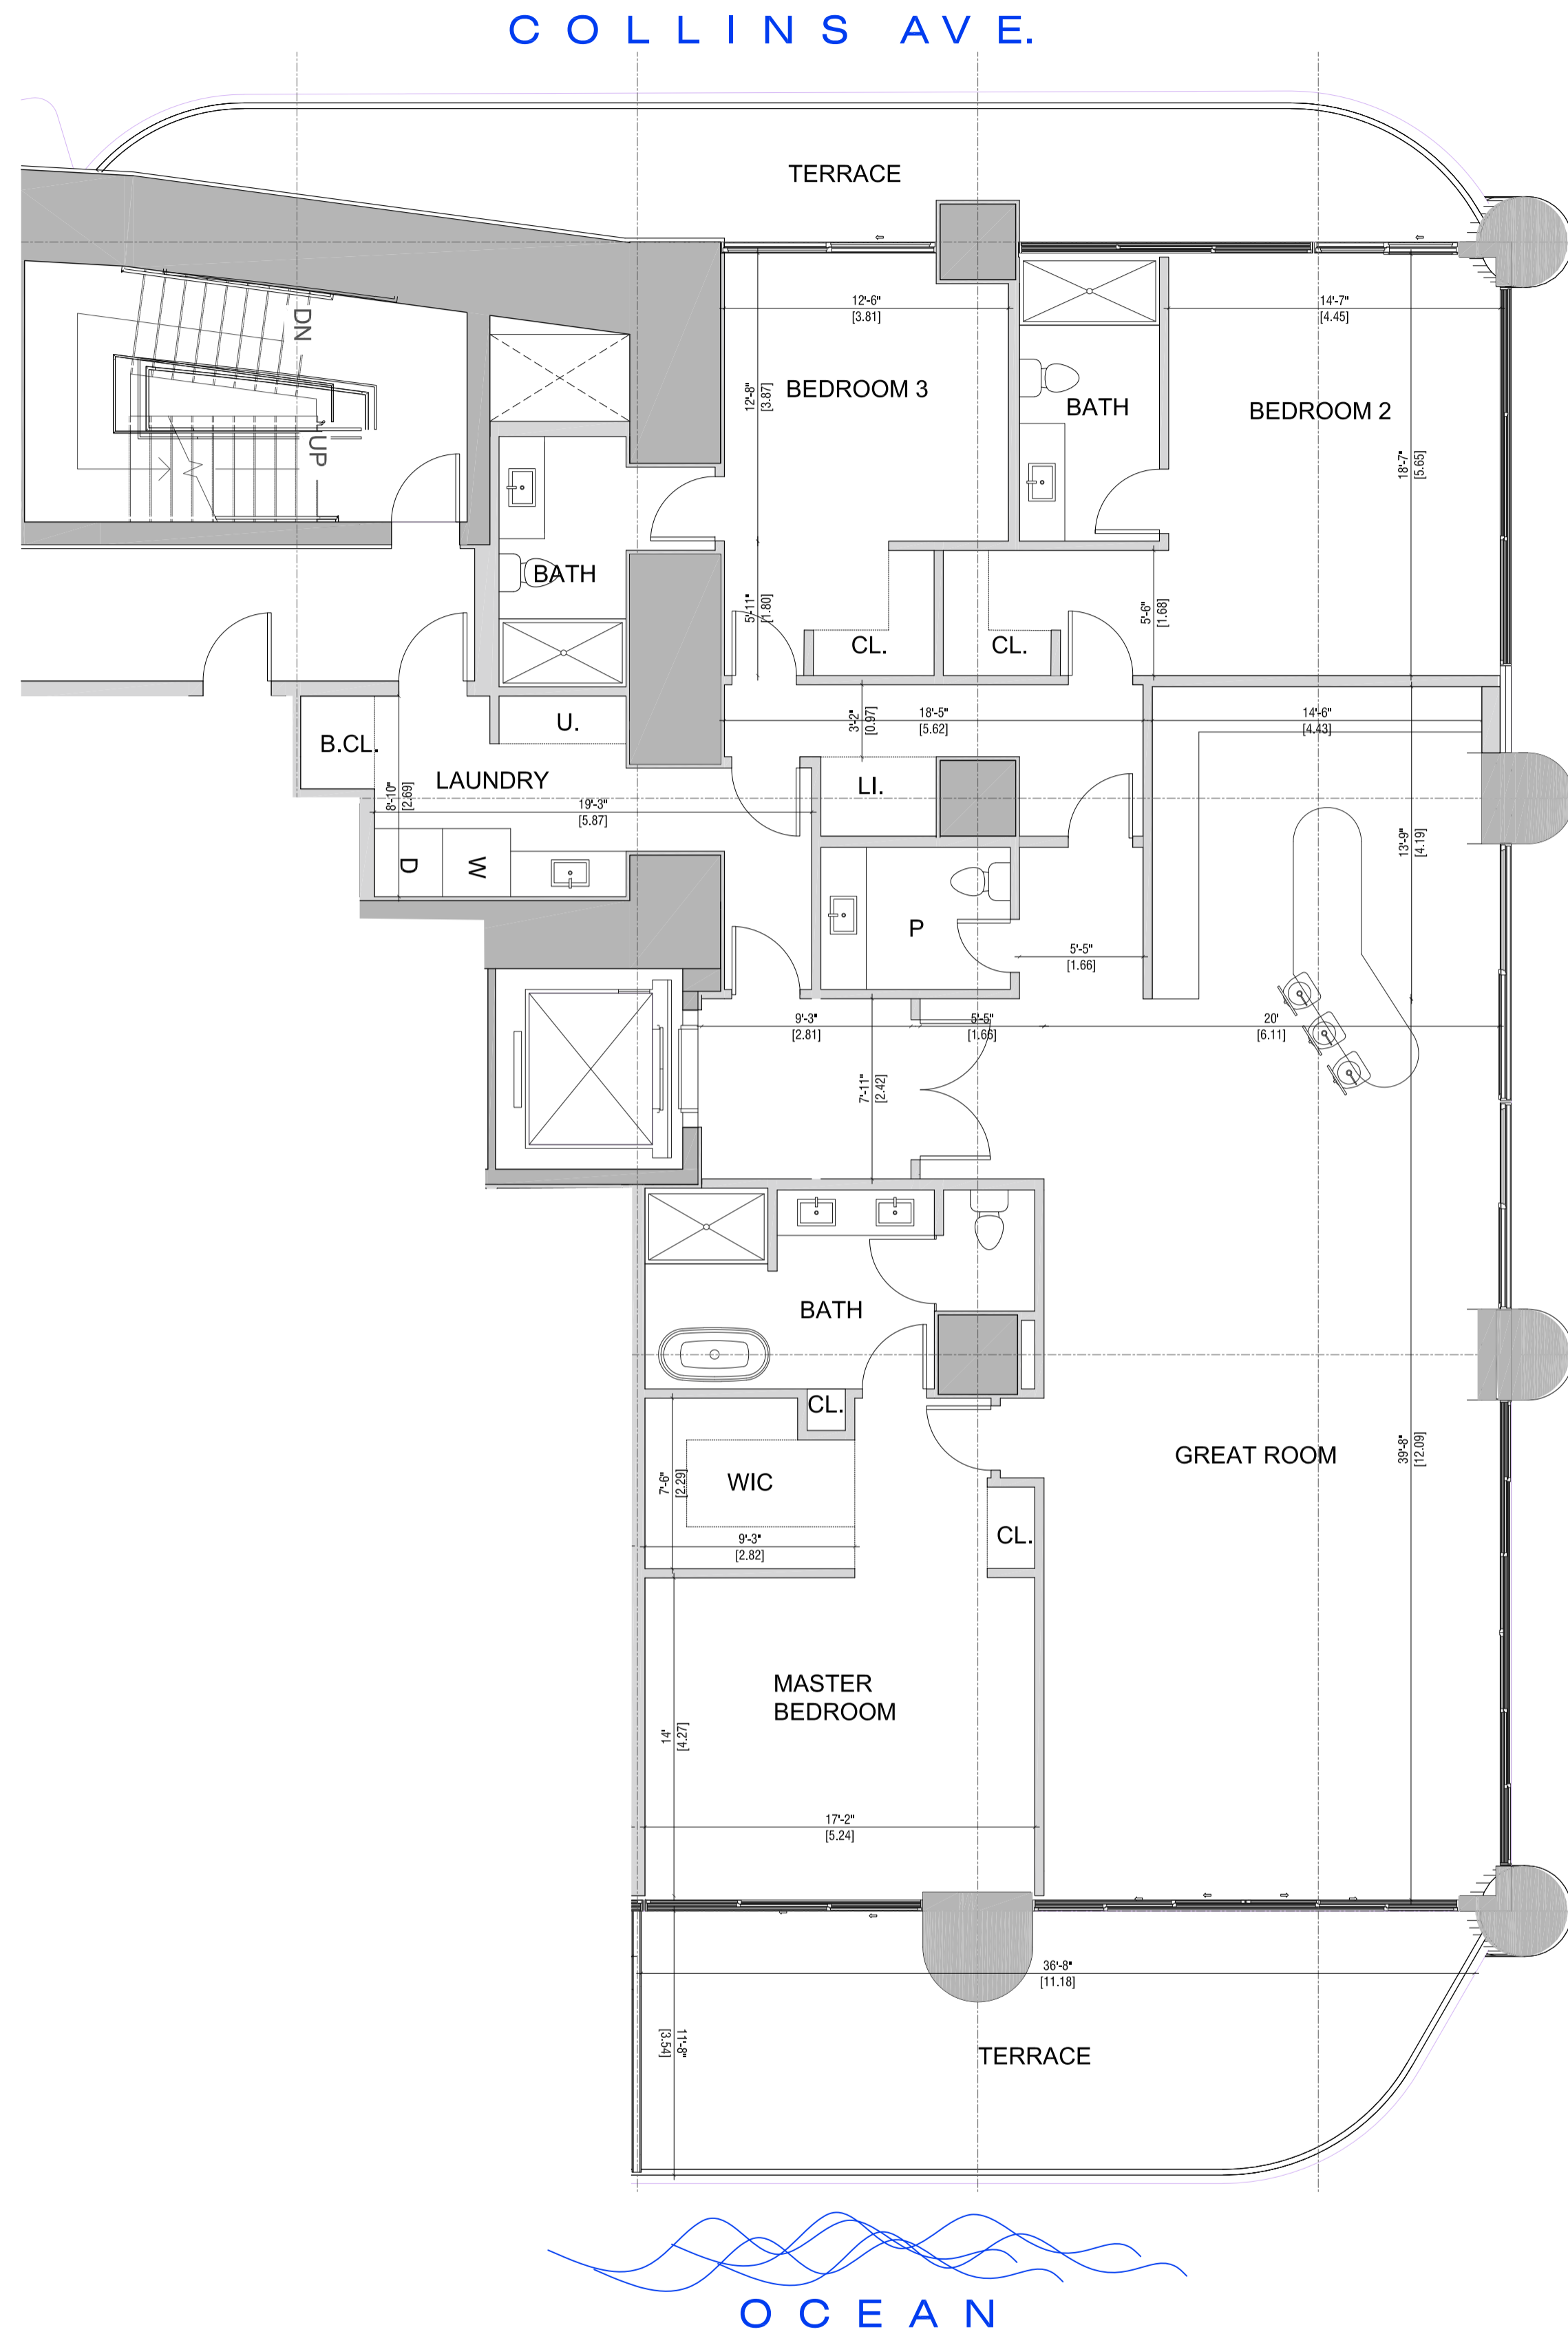 COLLINS AVE.
TERRACE
12'-6"
[3.81]
14'-7"
[4.45]
DN
12'-8"
[3.87]
BEDROOM 3
BATH
BEDROOM 2
UP
18'-7"
[5.65]
BATH
5'-11"
[1.80]
5'-6"
[1.68]
CL.
CL.
U.
3'-2"
[0.97]
18'-5"
[5.62]
14'-6"
[4.43]
B.CL.
LAUNDRY
8'-10"
[2.69]
19'-3"
[5.87]
LI.
13'-9"
[4.19]
D
W
P
5'-5"
[1.66]
9'-3"
[2.81]
5'-5"
[1.66]
20'
[6.11]
7'-11"
[2.42]
BATH
CL.
7'-6"
[2.29]
WIC
GREAT ROOM
39'-8"
[12.09]
9'-3"
[2.82]
CL.
MASTER
BEDROOM
14'
[4.27]
17'-2"
[5.24]
36'-8"
[11.18]
11'-8"
[3.54]
TERRACE
OCEAN